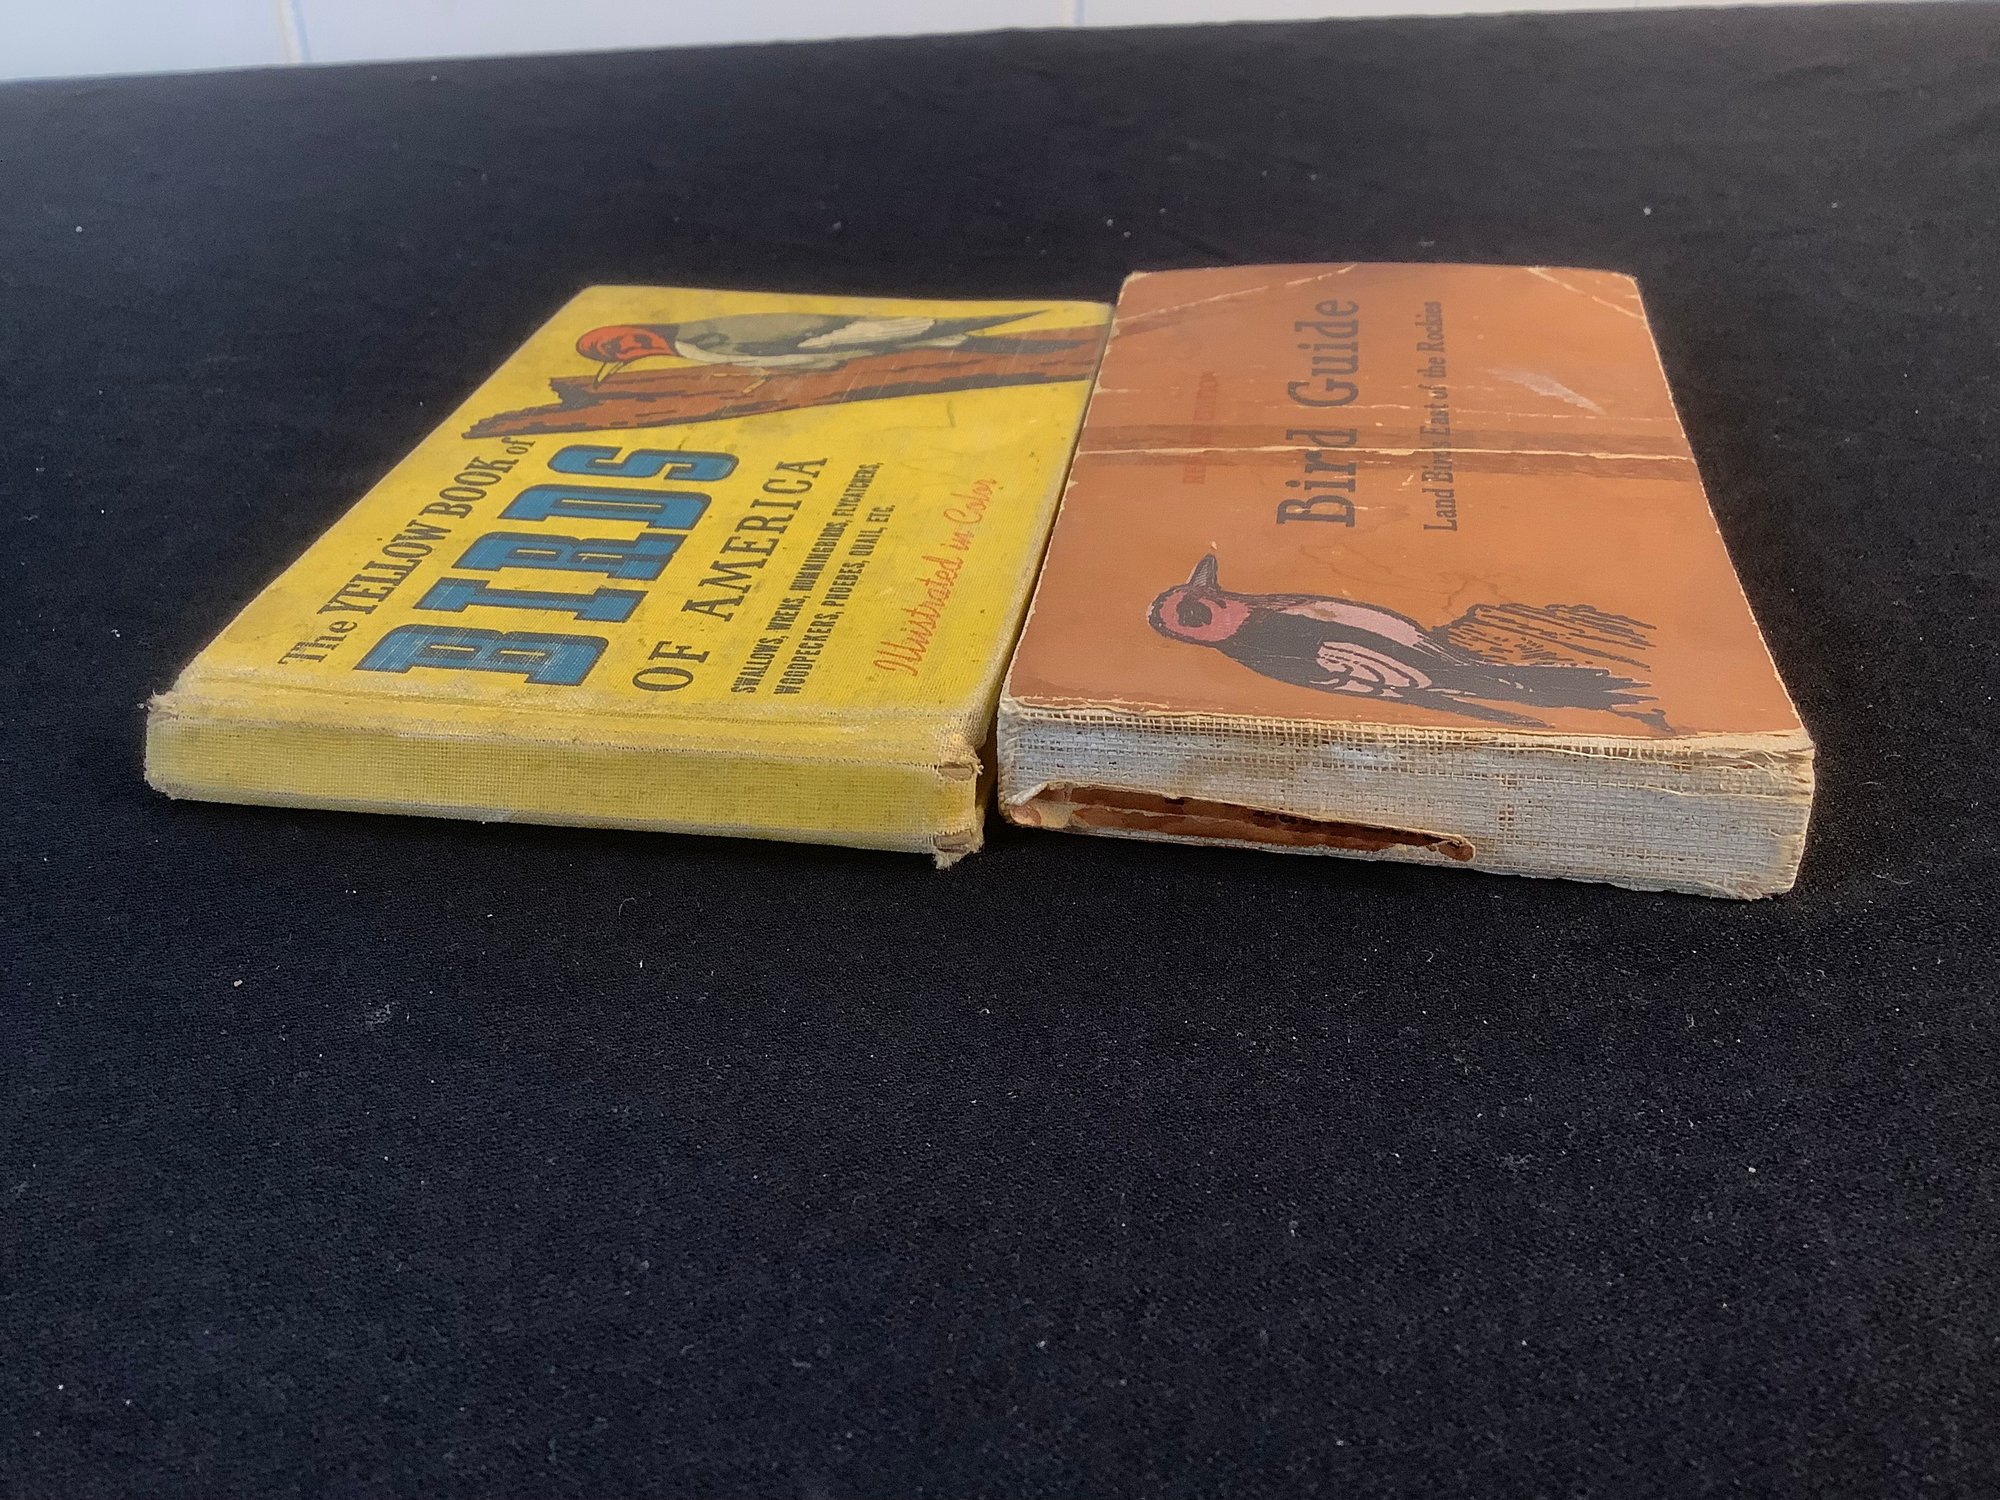 The YELLOW BOOK of
BIRDS
OF AMERICA
SWALLOWS, WRENS, HUMMINGBIRDS, FLYCATCHERS,
WOODPECKERS, PHOEBES, QUAIL, ETC.
Illustrated in Color
EDITION
Bird Guide
Land Birds East of the Rockies